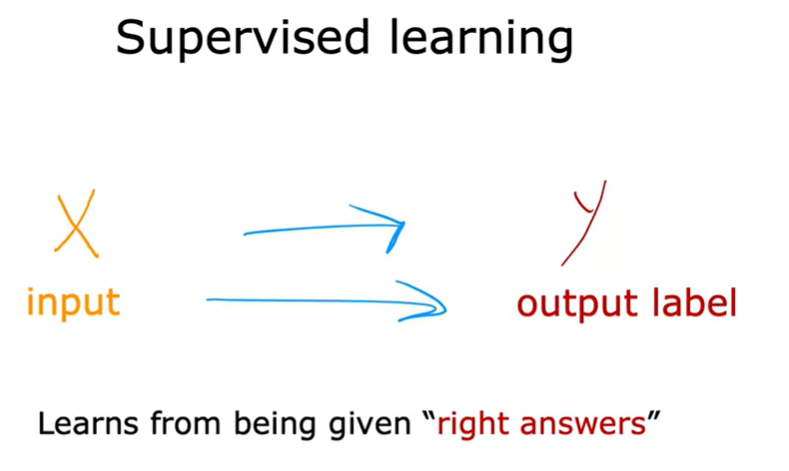 Supervised learning
X y
input output label
Learns from being given “right answers”